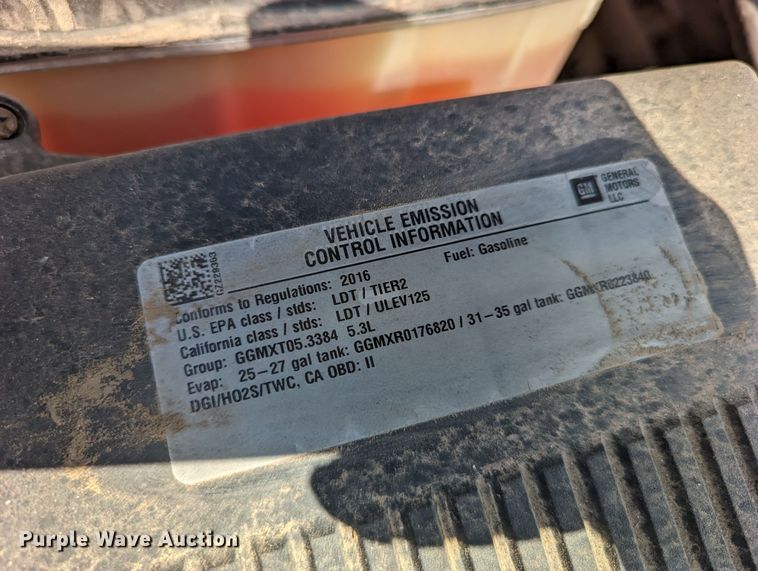 VEHICLE EMISSION
CONTROL INFORMATION
GM
GENERAL
MOTORS
LLC
Conforms to Regulations: 2016
Fuel: Gasoline
U.S. EPA class / stds: LDT / TIER2
California class / stds: LDT / ULEV125
Group: GGMXT05.3384 5.3L
Evap: 25-27 gal tank: GGMXR0176820 / 31-35 gal tank: GGMXR0223840
DGI/HO2S/TWC, CA OBD: II
Purple Wave Auction